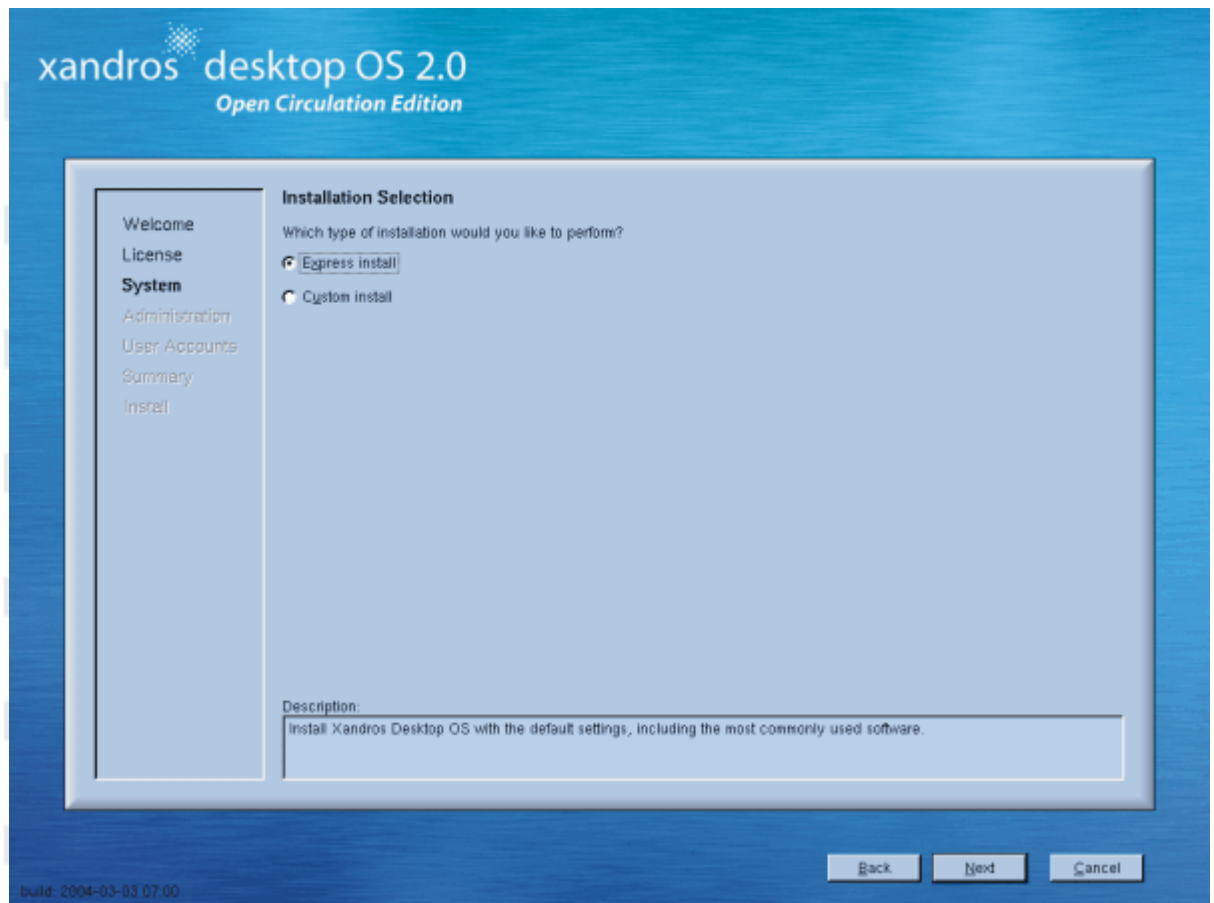 xandros desktop OS 2.0
Open Circulation Edition
Welcome
License
System
Administration
User Accounts
Summary
Install
Installation Selection
Which type of installation would you like to perform?
Express install
Custom install
Description:
Install Xandros Desktop OS with the default settings, including the most commonly used software.
Back
Next
Cancel
build: 2004-03-03 07:00